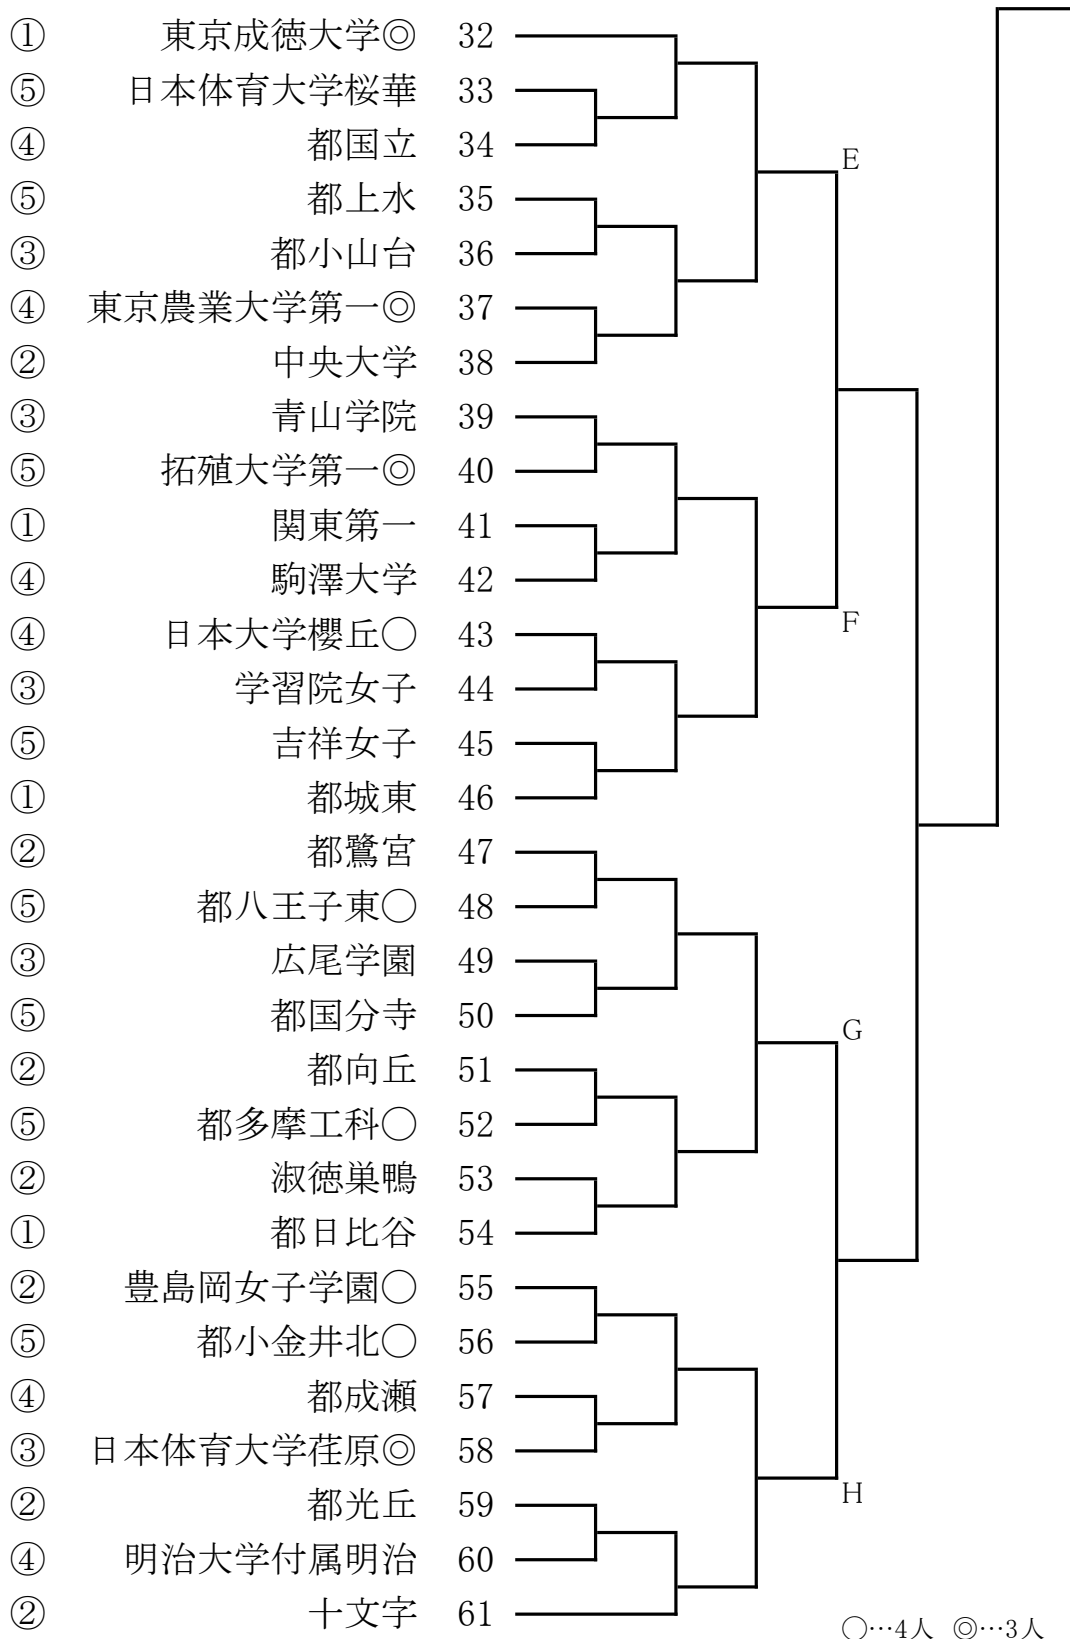 ① 東京成徳大学◎ 32
⑤ 日本体育大学桜華 33
④ 都国立 34
E
⑤ 都上水 35
③ 都小山台 36
④ 東京農業大学第一◎ 37
② 中央大学 38
③ 青山学院 39
⑤ 拓殖大学第一◎ 40
① 関東第一 41
④ 駒澤大学 42
F
④ 日本大学櫻丘○ 43
③ 学習院女子 44
⑤ 吉祥女子 45
① 都城東 46
② 都鷺宮 47
⑤ 都八王子東○ 48
③ 広尾学園 49
⑤ 都国分寺 50
G
② 都向丘 51
⑤ 都多摩工科○ 52
② 淑徳巣鴨 53
① 都日比谷 54
② 豊島岡女子学園○ 55
⑤ 都小金井北○ 56
④ 都成瀬 57
③ 日本体育大学荏原◎ 58
H
② 都光丘 59
④ 明治大学付属明治 60
② 十文字 61
○…4人 ◎…3人